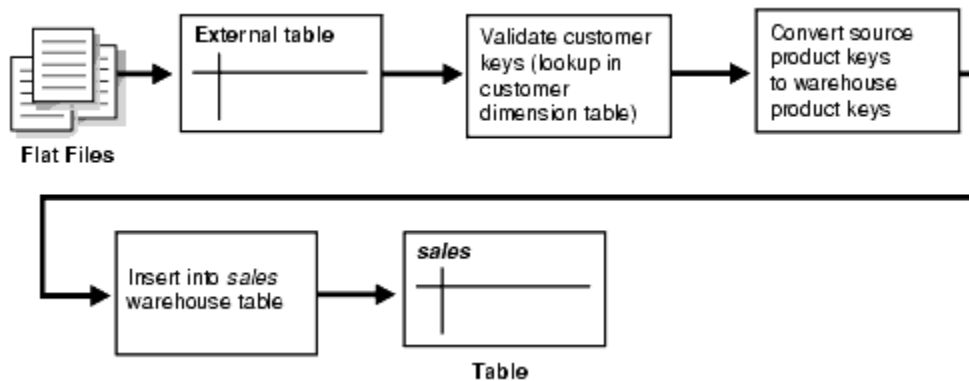 External table
Validate customer
keys (lookup in
customer
dimension table)
Convert source
product keys
to warehouse
product keys
Flat Files
Insert into sales
warehouse table
sales
Table